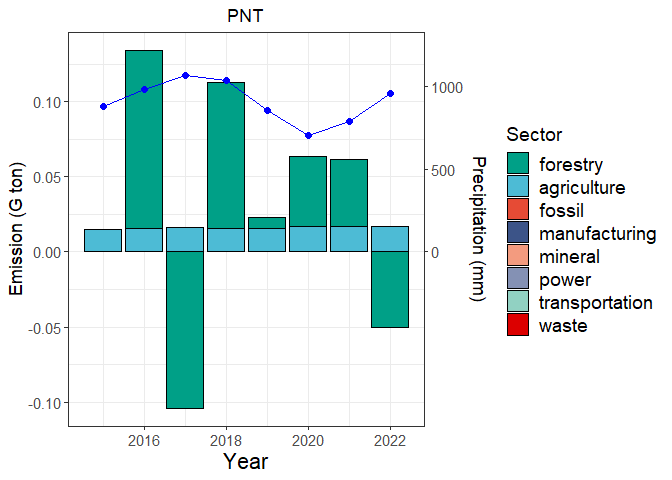 PNT
Emission (G ton)
0.10
0.05
0.00
-0.05
-0.10
1000
500
0
Precipitation (mm)
2016 2018 2020 2022
Year
Sector
forestry
agriculture
fossil
manufacturing
mineral
power
transportation
waste